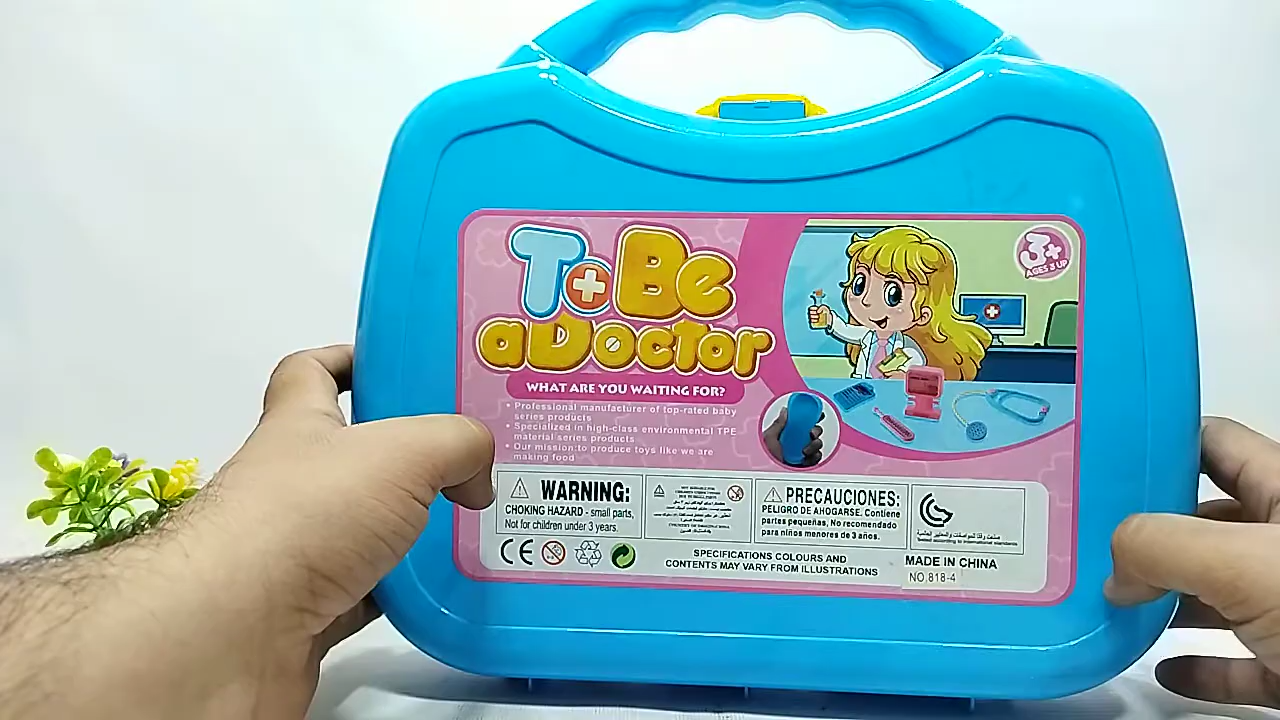 To Be
a Doctor
WHAT ARE YOU WAITING FOR?
3+
AGES 3 UP
• Professional manufacturer of top-rated baby
series products
• Specialized in high-class environmental TPE
material series products
• Our mission:to produce toys like we are
making food
WARNING:
CHOKING HAZARD - small parts,
Not for children under 3 years.
PRECAUCIONES:
PELIGRO DE AHOGARSE. Contiene
partes pequeñas, No recomendado
para niños menores de 3 años.
CE
SPECIFICATIONS COLOURS AND
CONTENTS MAY VARY FROM ILLUSTRATIONS
MADE IN CHINA
NO.818-4